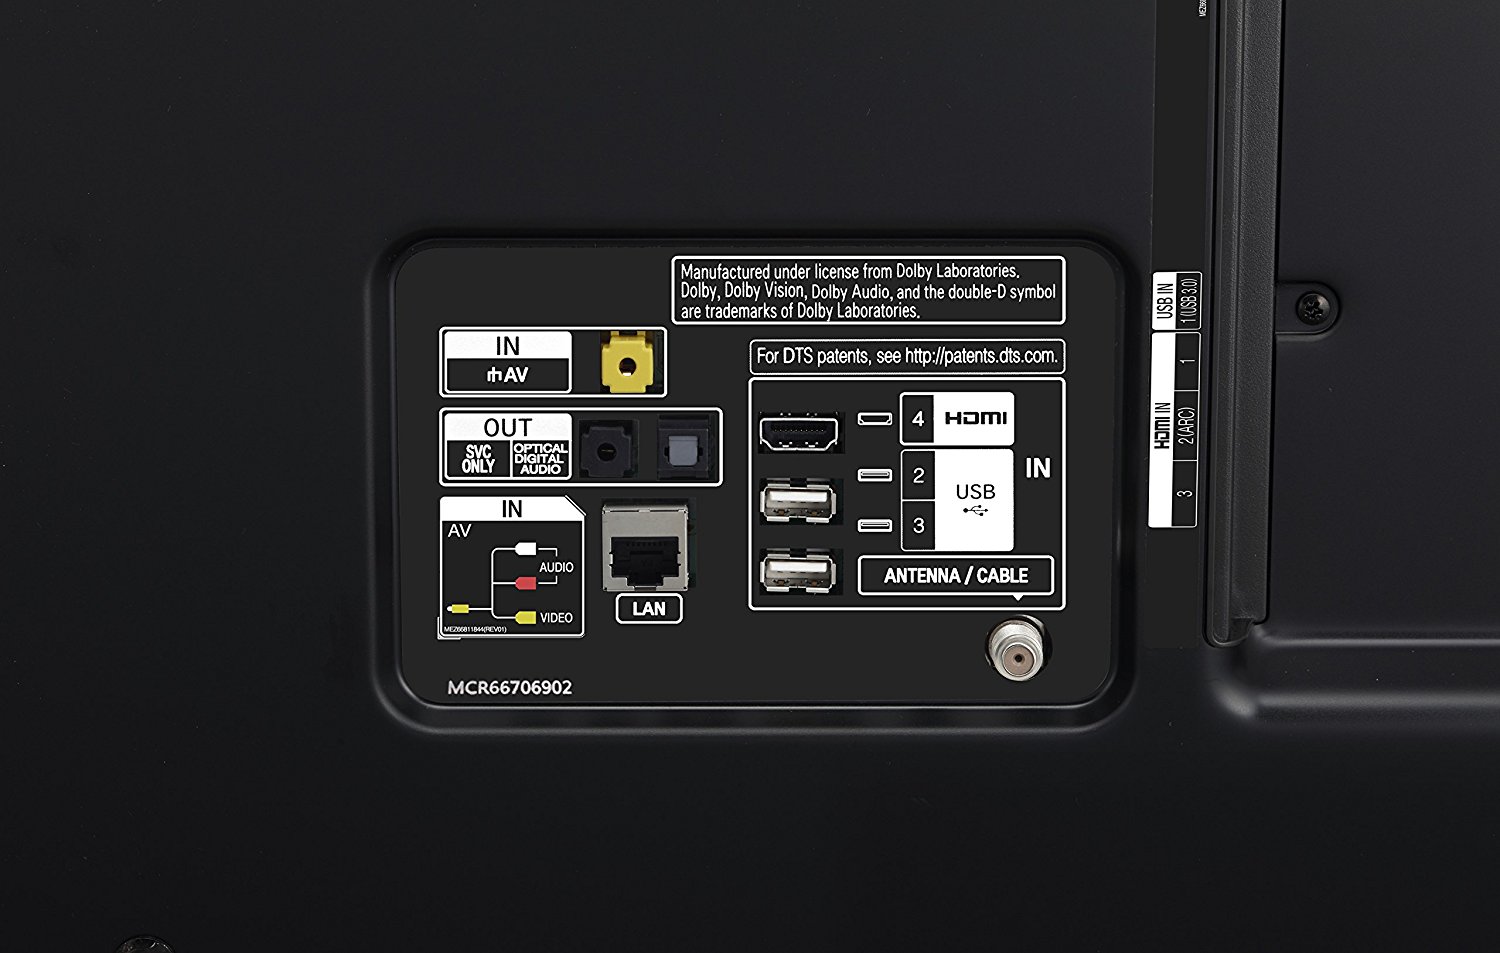 Manufactured under license from Dolby Laboratories.
Dolby, Dolby Vision, Dolby Audio, and the double-D symbol
are trademarks of Dolby Laboratories.
For DTS patents, see http://patents.dts.com.
IN
AV
OUT
SVC
ONLY
OPTICAL
DIGITAL
AUDIO
IN
AV
AUDIO
VIDEO
MEZ66811844(REV01)
LAN
4 HDMI
2
USB
3
IN
ANTENNA / CABLE
MCR66706902
USB IN
1(USB 3.0)
HDMI IN
1
2(ARC)
3